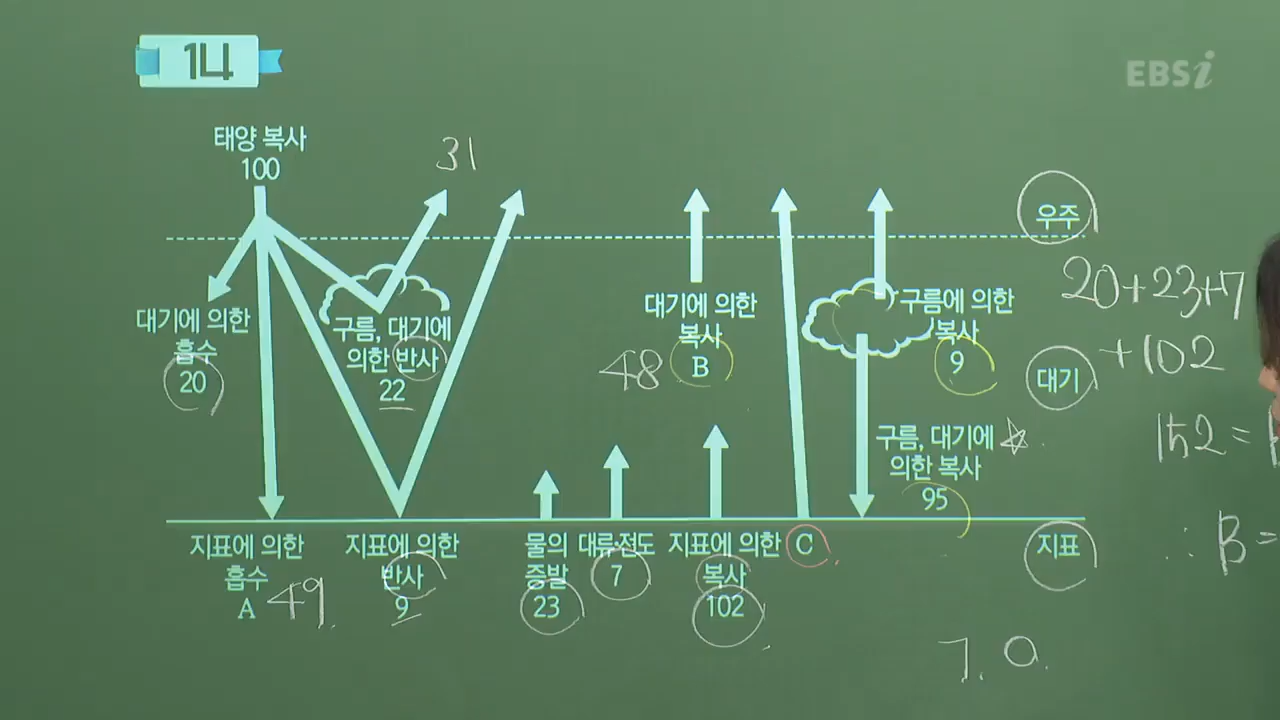 14
EBSi
태양 복사
100
31
우주
대기에 의한
흡수
20
구름, 대기에
의한 반사
22
대기에 의한
복사
B
48
구름에 의한
복사
9
대기
구름, 대기에
의한 복사
95
지표
지표에 의한
흡수
A 49
지표에 의한
반사
9
물의
증발
23
대류·전도
7
지표에 의한
복사
102
C
20+23+7
+102
152=
∴ B=
ㄱ. O